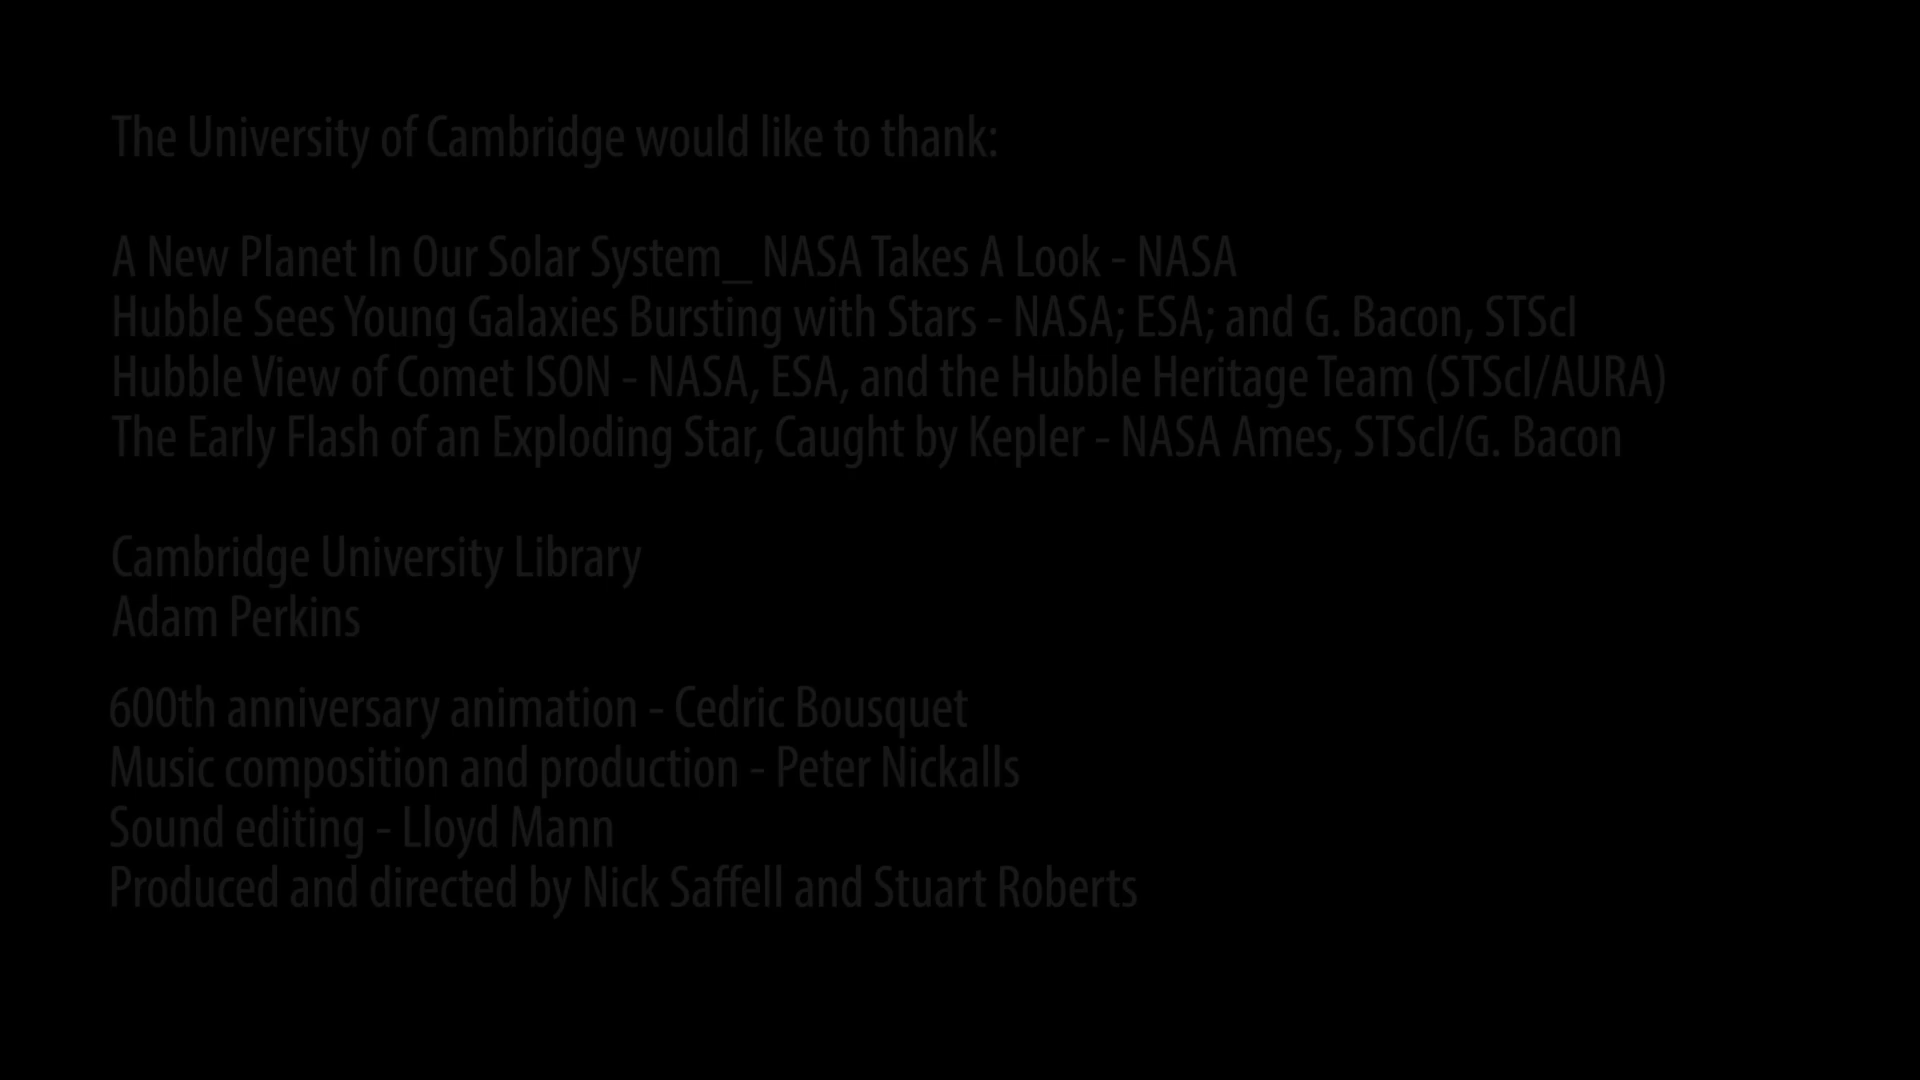 The University of Cambridge would like to thank:
A New Planet In Our Solar System_ NASA Takes A Look - NASA
Hubble Sees Young Galaxies Bursting with Stars - NASA; ESA; and G. Bacon, STScI
Hubble View of Comet ISON - NASA, ESA, and the Hubble Heritage Team (STScI/AURA)
The Early Flash of an Exploding Star, Caught by Kepler - NASA Ames, STScI/G. Bacon
Cambridge University Library
Adam Perkins
600th anniversary animation - Cedric Bousquet
Music composition and production - Peter Nickalls
Sound editing - Lloyd Mann
Produced and directed by Nick Saffell and Stuart Roberts